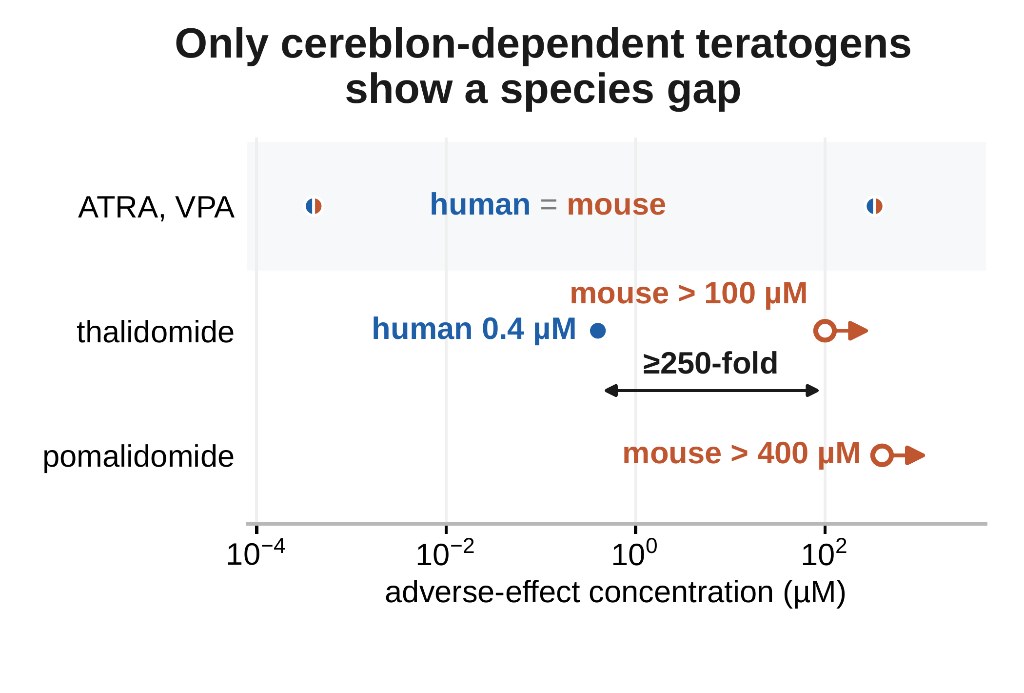 Only cereblon-dependent teratogens
show a species gap
ATRA, VPA
human = mouse
mouse > 100 µM
thalidomide
human 0.4 µM
≥250-fold
pomalidomide
mouse > 400 µM
10⁻⁴ 10⁻² 10⁰ 10²
adverse-effect concentration (µM)